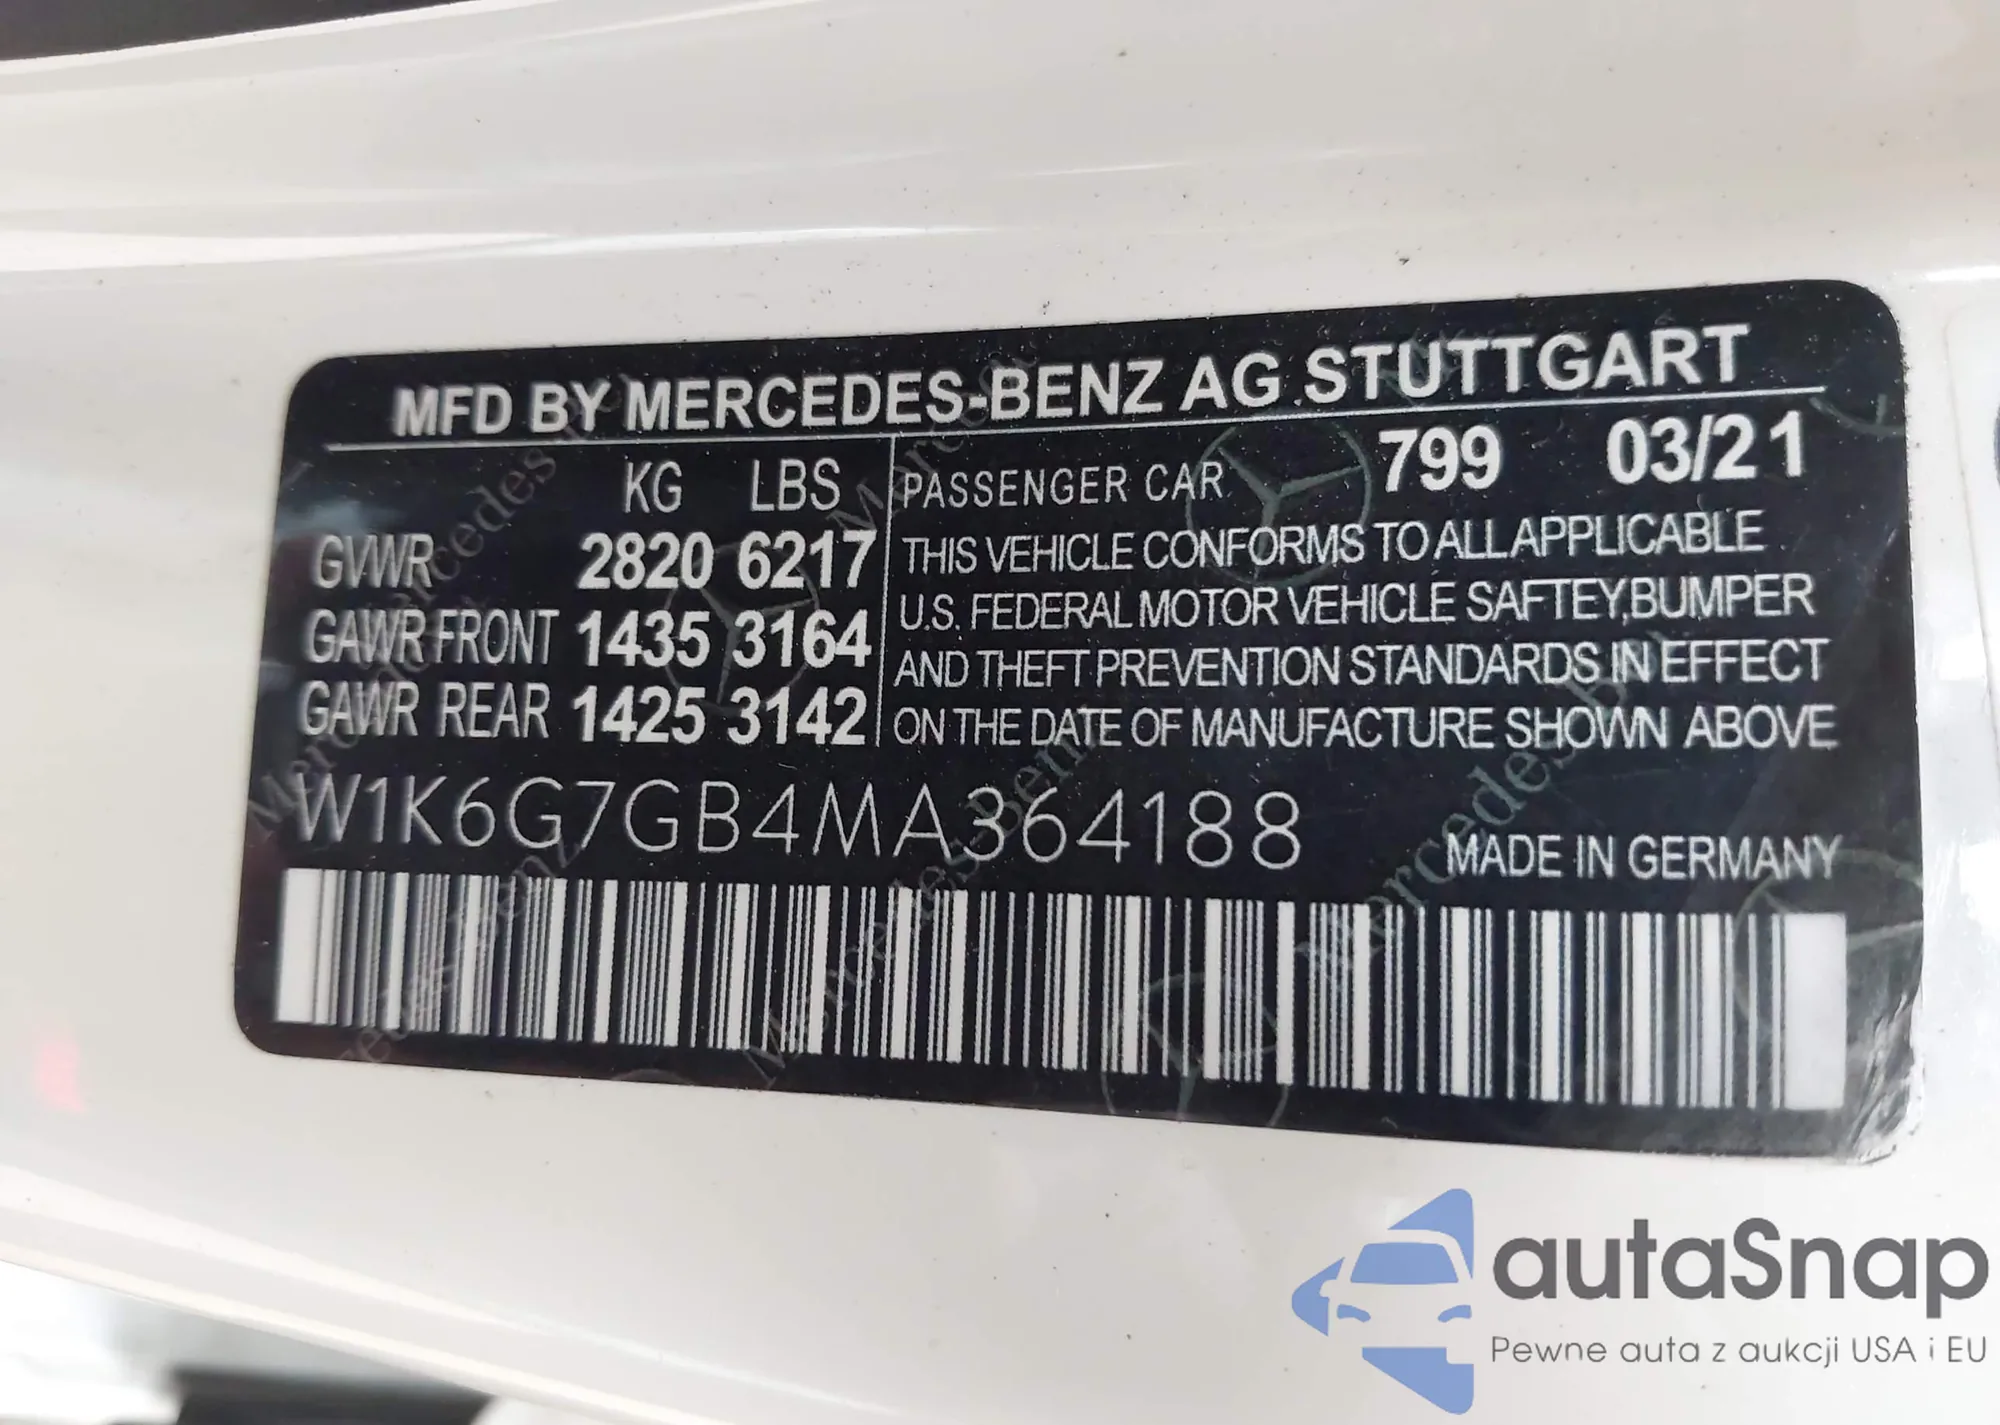 MFD BY MERCEDES-BENZ AG STUTTGART
KG LBS
GVWR 2820 6217
GAWR FRONT 1435 3164
GAWR REAR 1425 3142
PASSENGER CAR 799 03/21
THIS VEHICLE CONFORMS TO ALL APPLICABLE
U.S. FEDERAL MOTOR VEHICLE SAFTEY,BUMPER
AND THEFT PREVENTION STANDARDS IN EFFECT
ON THE DATE OF MANUFACTURE SHOWN ABOVE
W1K6G7GB4MA364188
MADE IN GERMANY
autaSnap
Pewne auta z aukcji USA i EU